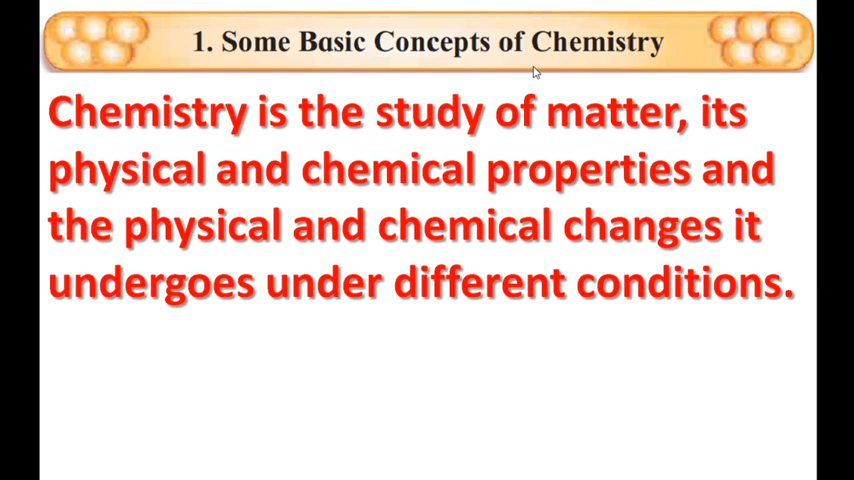 1. Some Basic Concepts of Chemistry
Chemistry is the study of matter, its
physical and chemical properties and
the physical and chemical changes it
undergoes under different conditions.